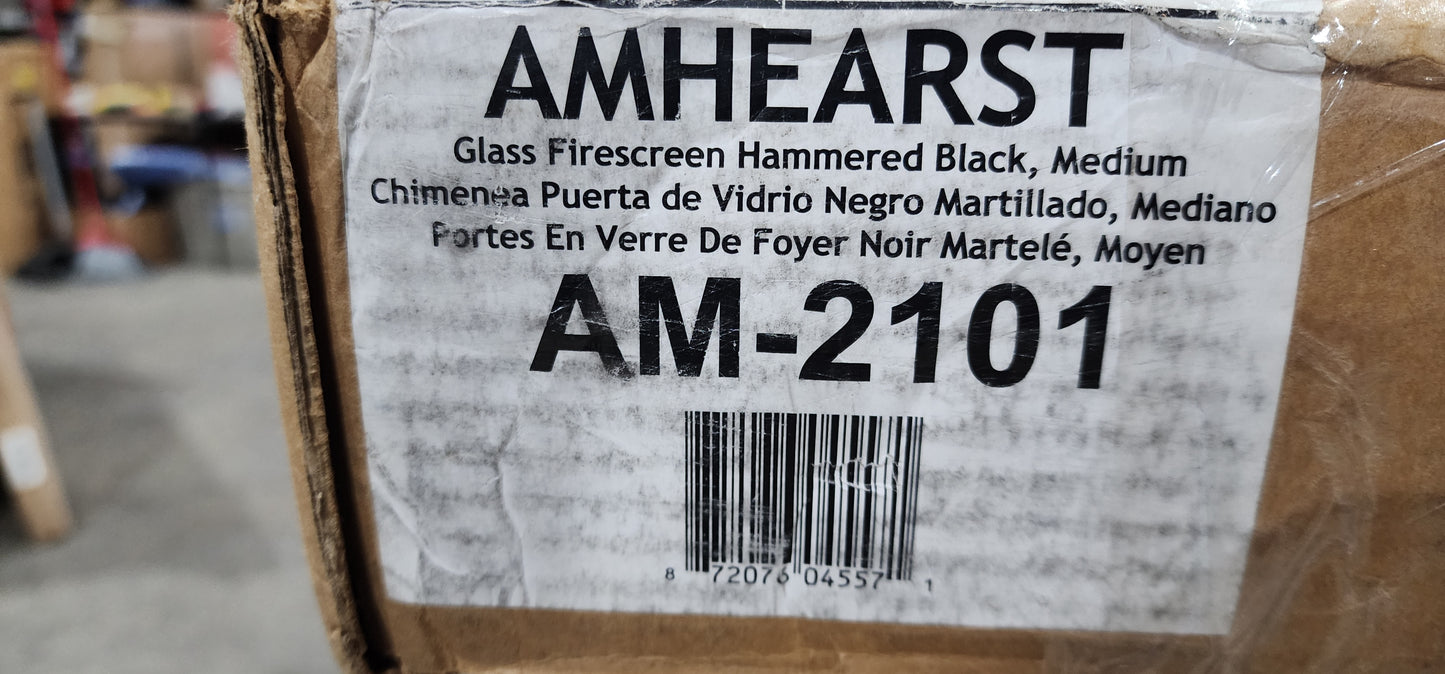 AMHEARST
Glass Firescreen Hammered Black, Medium
Chimenea Puerta de Vidrio Negro Martillado, Mediano
Portes En Verre De Foyer Noir Martelé, Moyen
AM-2101
8 72076 04557 1